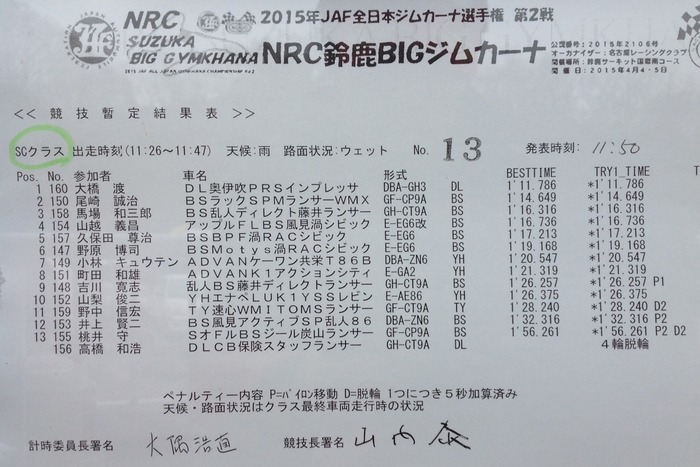 NRC
SUZUKA
BIG GYMKHANA
2015年JAF全日本ジムカーナ選手権 第2戦
NRC鈴鹿BIGジムカーナ
公認番号:2015年2106号
オーガナイザー:名古屋レーシングクラブ
開催場所:鈴鹿サーキット国際南コース
開催日:2015年4月4・5日
<< 競技暫定結果表 >>
SCクラス 出走時刻(11:26~11:47) 天候:雨 路面状況:ウェット No. 13 発表時刻: 11:50
Pos. No. 参加者 車名 形式 BESTTIME TRY1_TIME
1 160 大橋 渡 DL奥伊吹PRSインプレッサ DBA-GH3 DL 1'11.786 *1'11.786
2 150 尾崎 誠治 BSラックSPMランサーWMX GF-CP9A BS 1'14.649 *1'14.649
3 158 馬場 和三郎 BS乱人ディレクト藤井ランサー GH-CT9A BS 1'16.316 *1'16.316
4 154 山越 義昌 アップルFLBS風見渦シビック E-EG6改 BS 1'16.736 *1'16.736
5 157 久保田 尊治 BSBPF渦RACシビック E-EG6 BS 1'17.213 *1'17.213
6 147 野原 博司 BSMotys渦RACシビック E-EG6 BS 1'19.168 *1'19.168
7 149 小林 キュウテン ADVANケーワン共栄T86B DBA-ZN6 YH 1'20.547 *1'20.547
8 151 町田 和雄 ADVANK1アクションシティ E-GA2 YH 1'21.319 *1'21.319
9 148 吉川 寛志 乱人BS藤井ディレクトランサー GH-CT9A BS 1'26.257 *1'26.257 P1
10 152 山梨 俊二 YHエナペLUK1YSSレビン E-AE86 YH 1'26.375 *1'26.375
11 159 野中 信宏 TY速心WMITOMSランサー GF-CP9A TY 1'28.240 *1'28.240 D2
12 153 井上 賢二 BS風見アクティブSP乱人86 DBA-ZN6 BS 1'32.316 *1'32.316 P2
13 155 桃井 守 SオフィルBSジール炭山ランサー GF-CP9A BS 1'56.261 *1'56.261 P2 D2
156 高橋 和浩 DLCB保険スタッフランサー GH-CT9A DL 4輪脱輪
ペナルティー内容 P=パイロン移動 D=脱輪 1つにつき5秒加算済み
天候・路面状況はクラス最終車両走行時の状況
計時委員長署名 大隅浩直 競技長署名